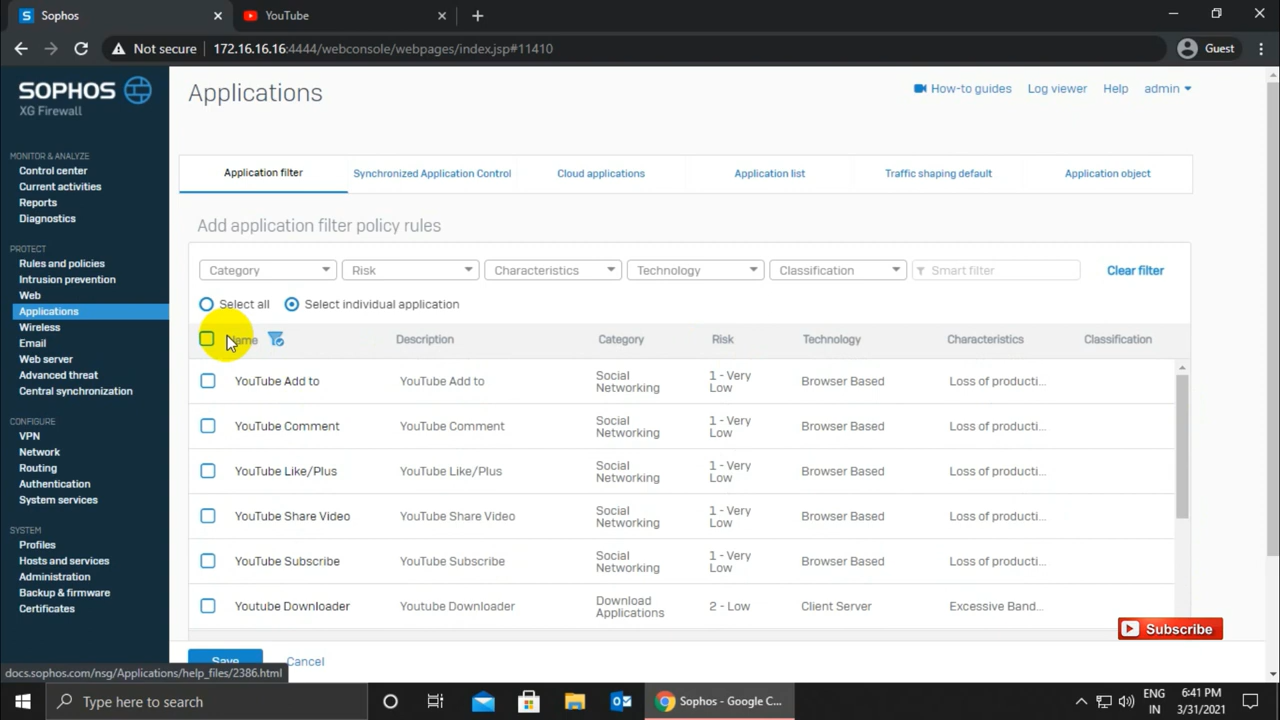 Sophos
YouTube
Not secure
172.16.16.16:4444/webconsole/webpages/index.jsp#11410
Guest
SOPHOS
XG Firewall
MONITOR & ANALYZE
Control center
Current activities
Reports
Diagnostics
PROTECT
Rules and policies
Intrusion prevention
Web
Applications
Wireless
Email
Web server
Advanced threat
Central synchronization
CONFIGURE
VPN
Network
Routing
Authentication
System services
SYSTEM
Profiles
Hosts and services
Administration
Backup & firmware
Certificates
Applications
How-to guides Log viewer Help admin
Application filter Synchronized Application Control Cloud applications Application list Traffic shaping default Application object
Add application filter policy rules
Category Risk Characteristics Technology Classification Smart filter Clear filter
Select all Select individual application
Description Category Risk Technology Characteristics Classification
YouTube Add to YouTube Add to Social Networking 1 - Very Low Browser Based Loss of producti...
YouTube Comment YouTube Comment Social Networking 1 - Very Low Browser Based Loss of producti...
YouTube Like/Plus YouTube Like/Plus Social Networking 1 - Very Low Browser Based Loss of producti...
YouTube Share Video YouTube Share Video Social Networking 1 - Very Low Browser Based Loss of producti...
YouTube Subscribe YouTube Subscribe Social Networking 1 - Very Low Browser Based Loss of producti...
Youtube Downloader Youtube Downloader Download Applications 2 - Low Client Server Excessive Band...
Subscribe
Save Cancel
docs.sophos.com/nsg/Applications/help_files/2386.html
Type here to search
Sophos - Google C...
ENG
IN
6:41 PM
3/31/2021